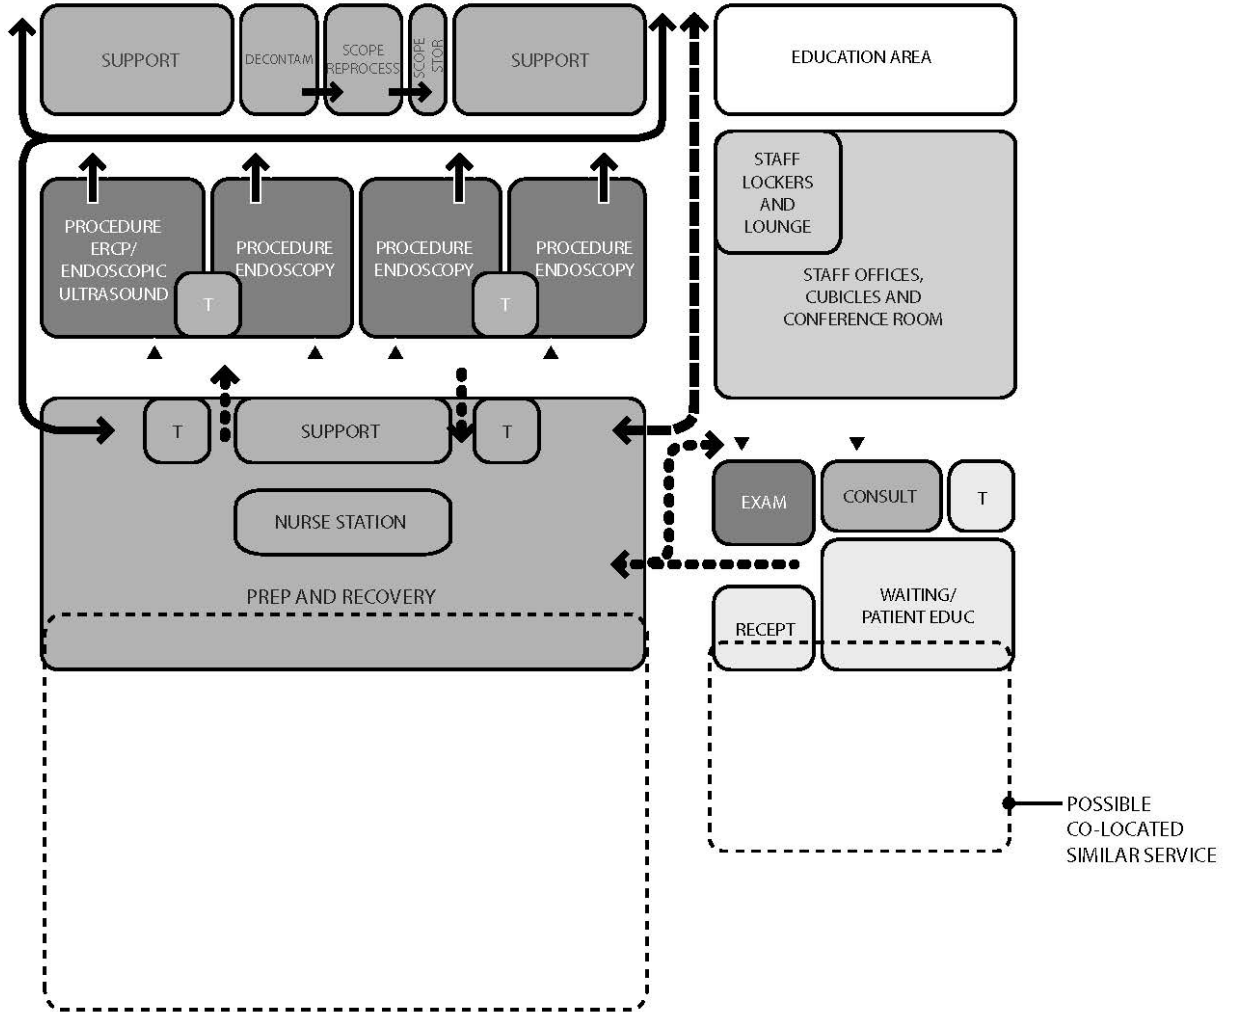 SUPPORT
DECONTAM
SCOPE
REPROCESS
SCOPE
STOR
SUPPORT
EDUCATION AREA
STAFF
LOCKERS
AND
LOUNGE
STAFF OFFICES,
CUBICLES AND
CONFERENCE ROOM
PROCEDURE
ERCP/
ENDOSCOPIC
ULTRASOUND
T
PROCEDURE
ENDOSCOPY
PROCEDURE
ENDOSCOPY
T
PROCEDURE
ENDOSCOPY
T
SUPPORT
T
NURSE STATION
PREP AND RECOVERY
EXAM
CONSULT
T
RECEPT
WAITING/
PATIENT EDUC
POSSIBLE
CO-LOCATED
SIMILAR SERVICE